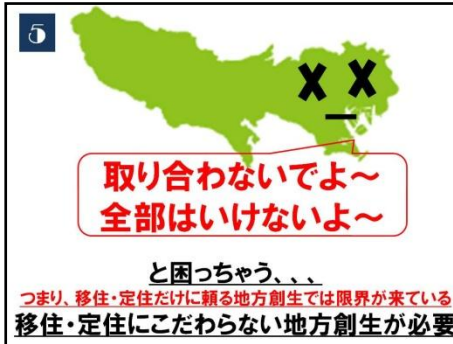 5
取り合わないでよ～
全部はいけないよ～
と困っちゃう、、、
つまり、移住・定住だけに頼る地方創生では限界が来ている
移住・定住にこだわらない地方創生が必要